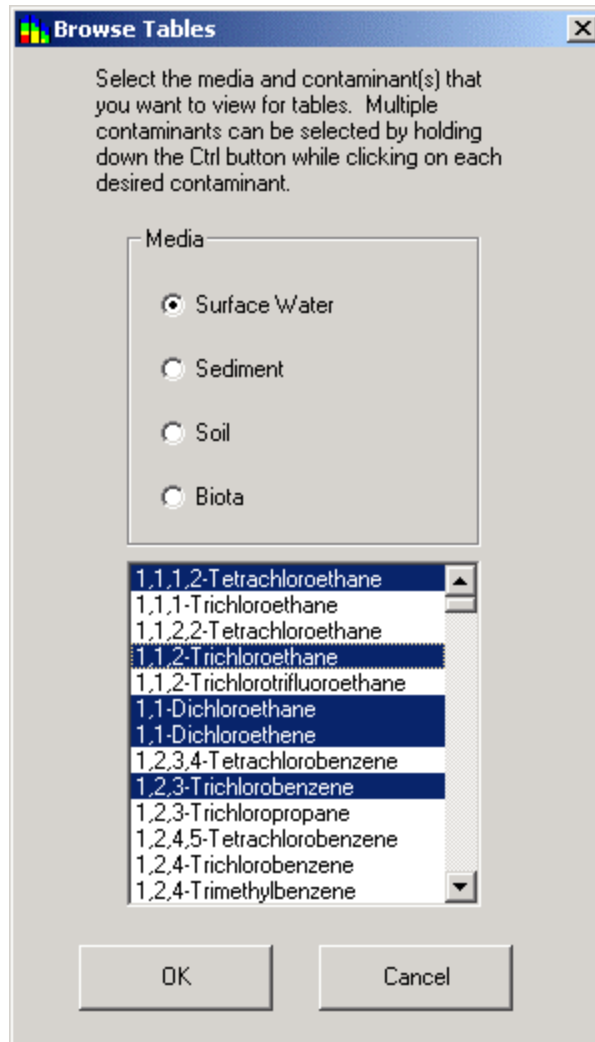 Browse Tables
Select the media and contaminant(s) that
you want to view for tables.  Multiple
contaminants can be selected by holding
down the Ctrl button while clicking on each
desired contaminant.
Media
Surface Water
Sediment
Soil
Biota
1,1,1,2-Tetrachloroethane
1,1,1-Trichloroethane
1,1,2,2-Tetrachloroethane
1,1,2-Trichloroethane
1,1,2-Trichlorotrifluoroethane
1,1-Dichloroethane
1,1-Dichloroethene
1,2,3,4-Tetrachlorobenzene
1,2,3-Trichlorobenzene
1,2,3-Trichloropropane
1,2,4,5-Tetrachlorobenzene
1,2,4-Trichlorobenzene
1,2,4-Trimethylbenzene
OK
Cancel